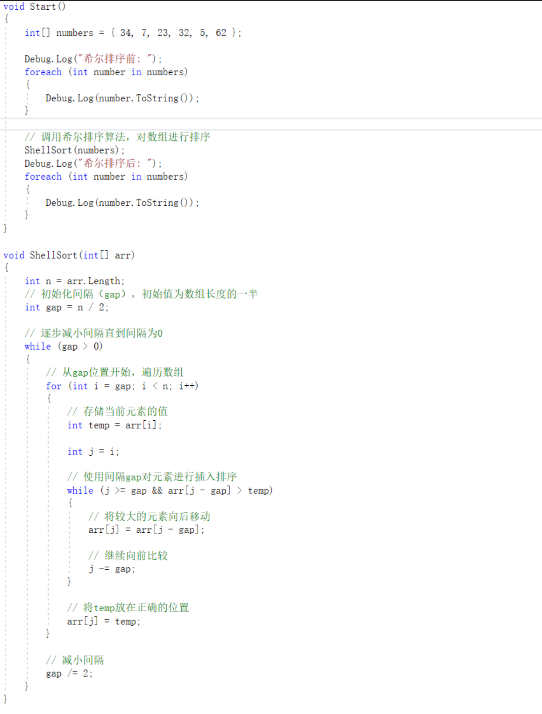 void Start()
{
int[] numbers = { 34, 7, 23, 32, 5, 62 };
Debug.Log("希尔排序前: ");
foreach (int number in numbers)
{
Debug.Log(number.ToString());
}
// 调用希尔排序算法，对数组进行排序
ShellSort(numbers);
Debug.Log("希尔排序后: ");
foreach (int number in numbers)
{
Debug.Log(number.ToString());
}
}
void ShellSort(int[] arr)
{
int n = arr.Length;
// 初始化间隔（gap），初始值为数组长度的一半
int gap = n / 2;
// 逐步减小间隔直到间隔为0
while (gap > 0)
{
// 从gap位置开始，遍历数组
for (int i = gap; i < n; i++)
{
// 存储当前元素的值
int temp = arr[i];
int j = i;
// 使用间隔gap对元素进行插入排序
while (j >= gap && arr[j - gap] > temp)
{
// 将较大的元素向后移动
arr[j] = arr[j - gap];
// 继续向前比较
j -= gap;
}
// 将temp放在正确的位置
arr[j] = temp;
}
// 减小间隔
gap /= 2;
}
}